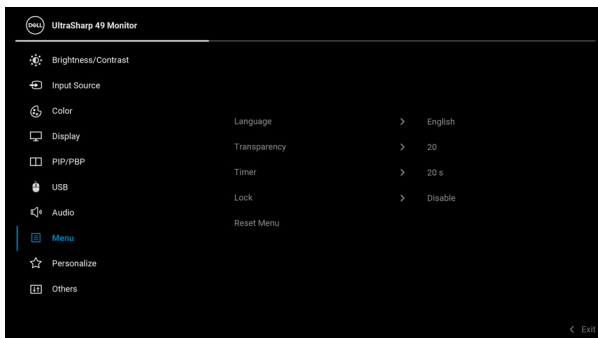 DELL UltraSharp 49 Monitor
Brightness/Contrast
Input Source
Color
Display
PIP/PBP
USB
Audio
Menu
Personalize
Others
Language > English
Transparency > 20
Timer > 20 s
Lock > Disable
Reset Menu
< Exit